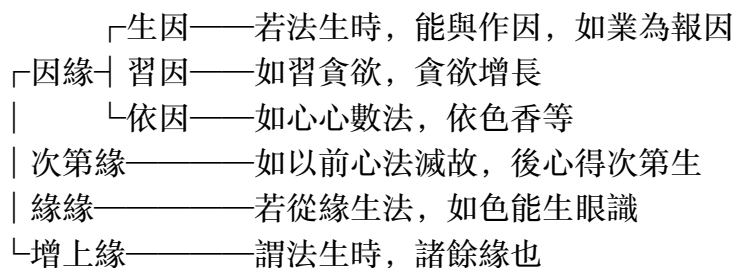 ┌生因──若法生時，能與作因，如業為報因
┌因緣┤習因──如習貪欲，貪欲增長
│ └依因──如心心數法，依色香等
│次第緣────如以前心法滅故，後心得次第生
│緣緣─────若從緣生法，如色能生眼識
└增上緣────謂法生時，諸餘緣也